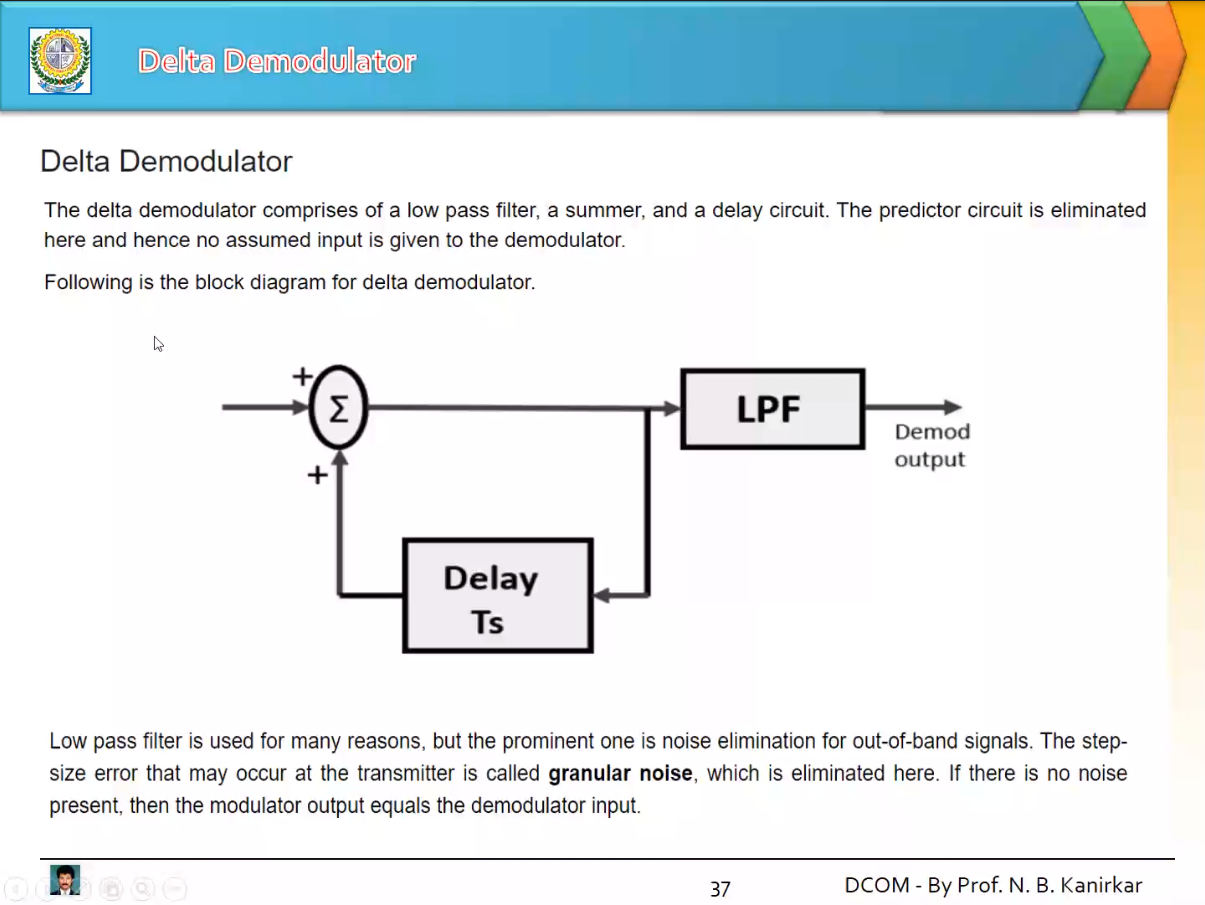 Delta Demodulator
Delta Demodulator
The delta demodulator comprises of a low pass filter, a summer, and a delay circuit. The predictor circuit is eliminated
here and hence no assumed input is given to the demodulator.
Following is the block diagram for delta demodulator.
+
Σ
LPF
Demod
output
+
Delay
Ts
Low pass filter is used for many reasons, but the prominent one is noise elimination for out-of-band signals. The step-
size error that may occur at the transmitter is called granular noise, which is eliminated here. If there is no noise
present, then the modulator output equals the demodulator input.
37
DCOM - By Prof. N. B. Kanirkar